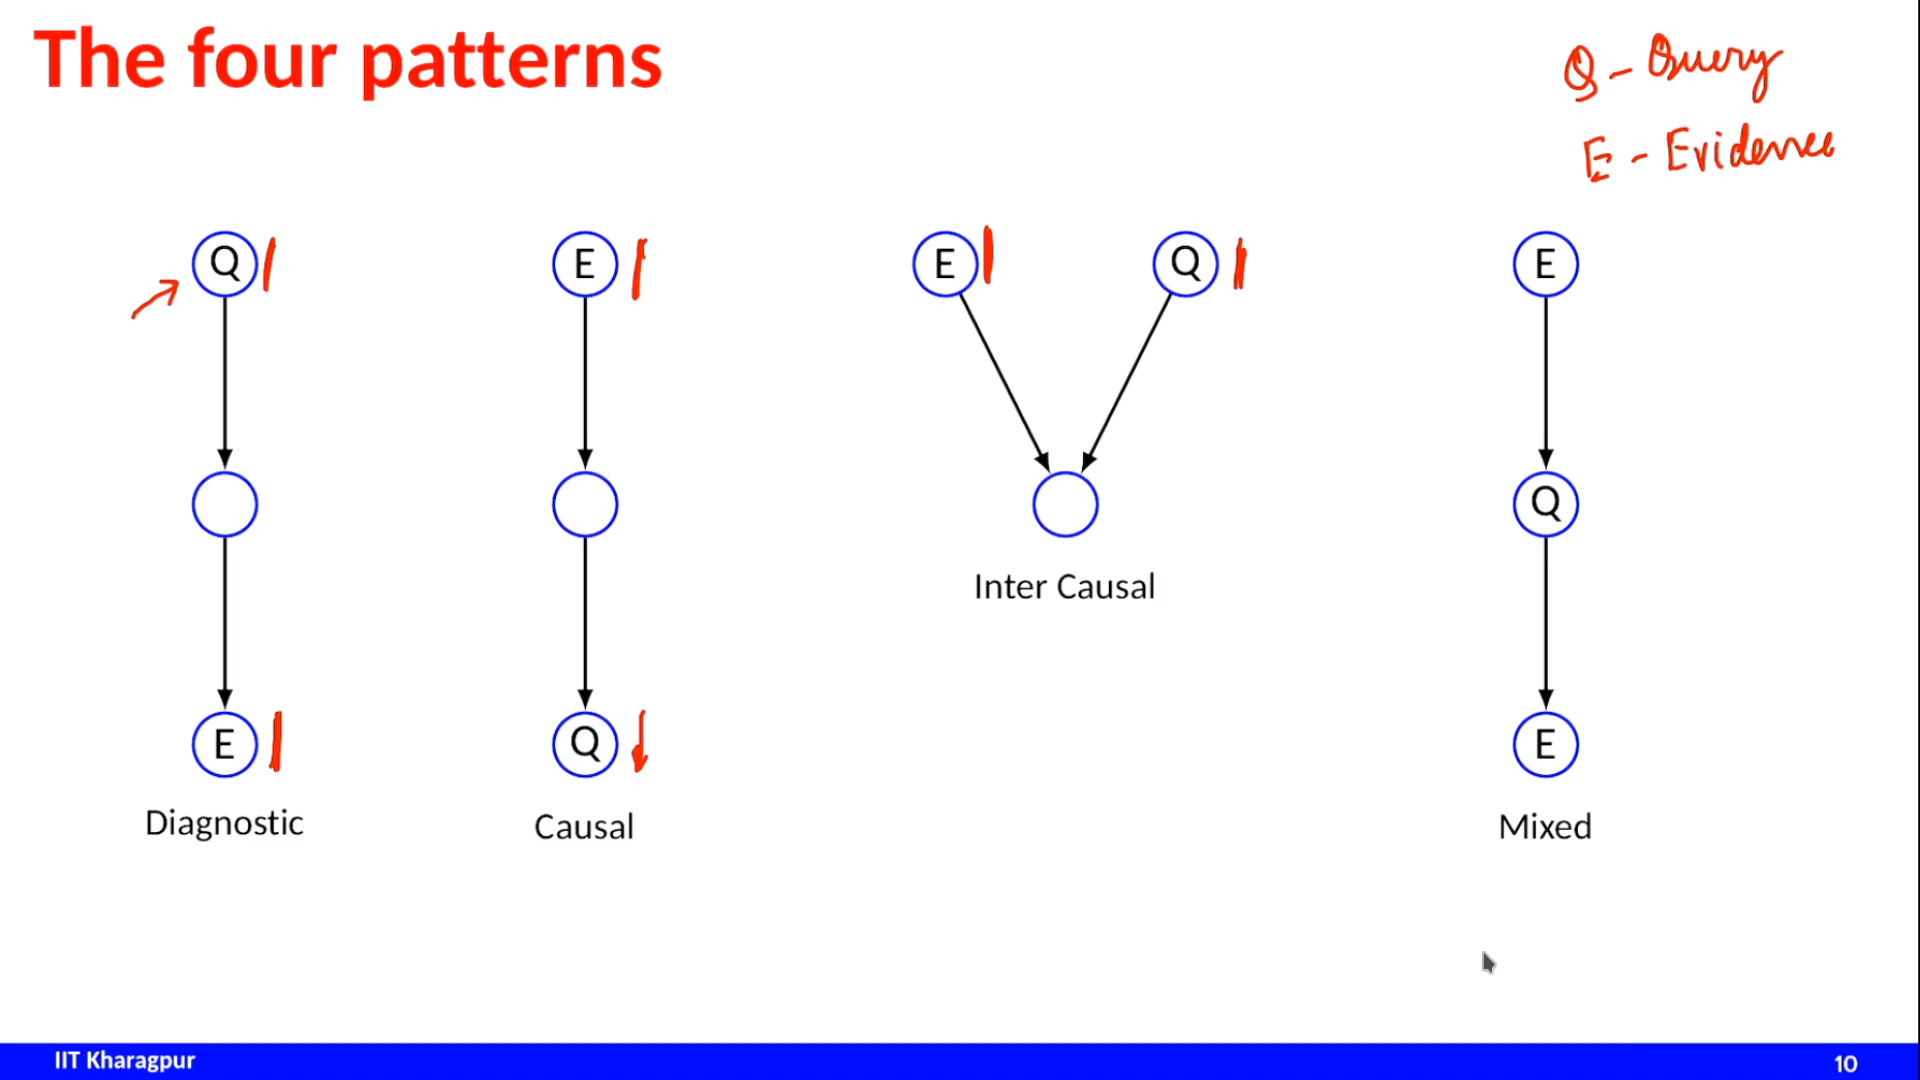 The four patterns
Q - Query
E - Evidence
Q
E
E
Q
E
Q
E
Q
Inter Causal
E
Q
E
Diagnostic
Causal
Mixed
IIT Kharagpur
10